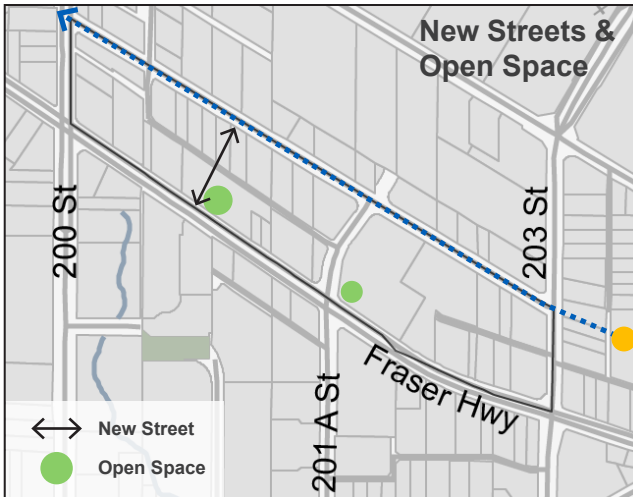 New Streets &
Open Space
200 St
203 St
201 A St
Fraser Hwy
New Street
Open Space